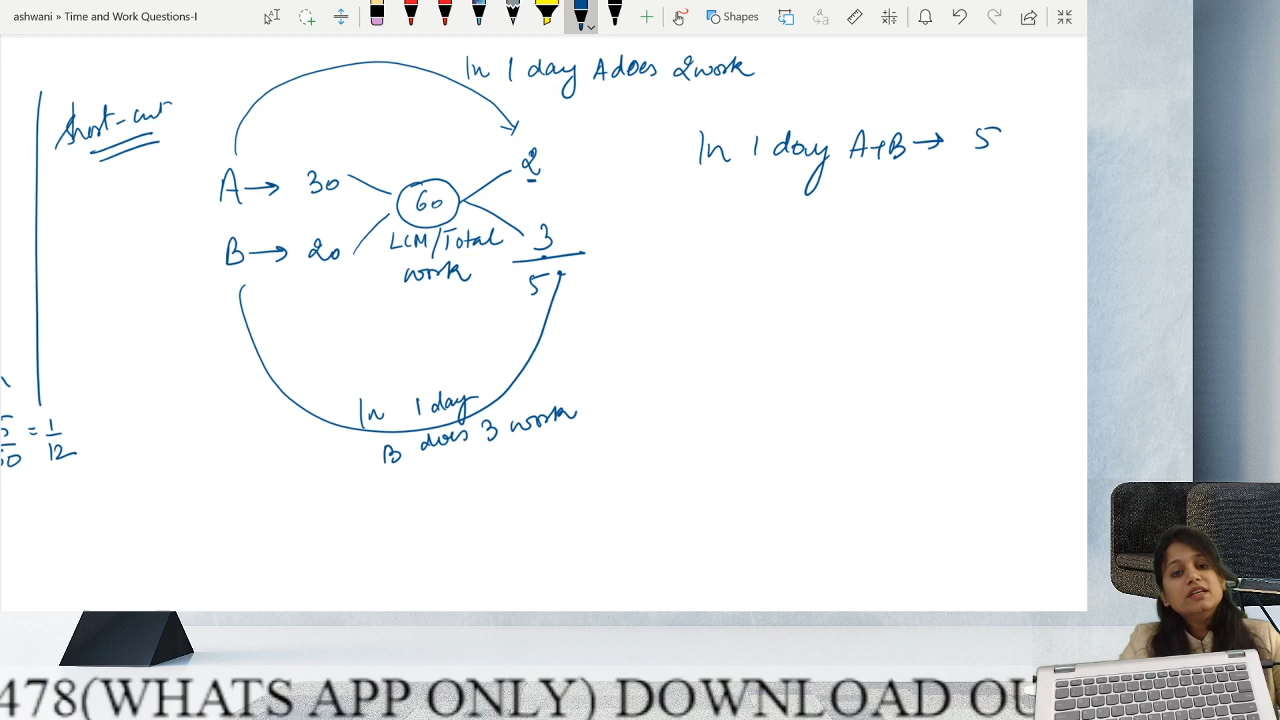 ashwani » Time and Work Questions-I
Shapes
In 1 day A does 2 work
Short-cut
In 1 day A+B → 5
A → 30
60
2
B → 20
LCM/Total work
3
5
In 1 day
B does 3 work
= 1/12
478(WHATS APP ONLY) DOWNLOAD OU